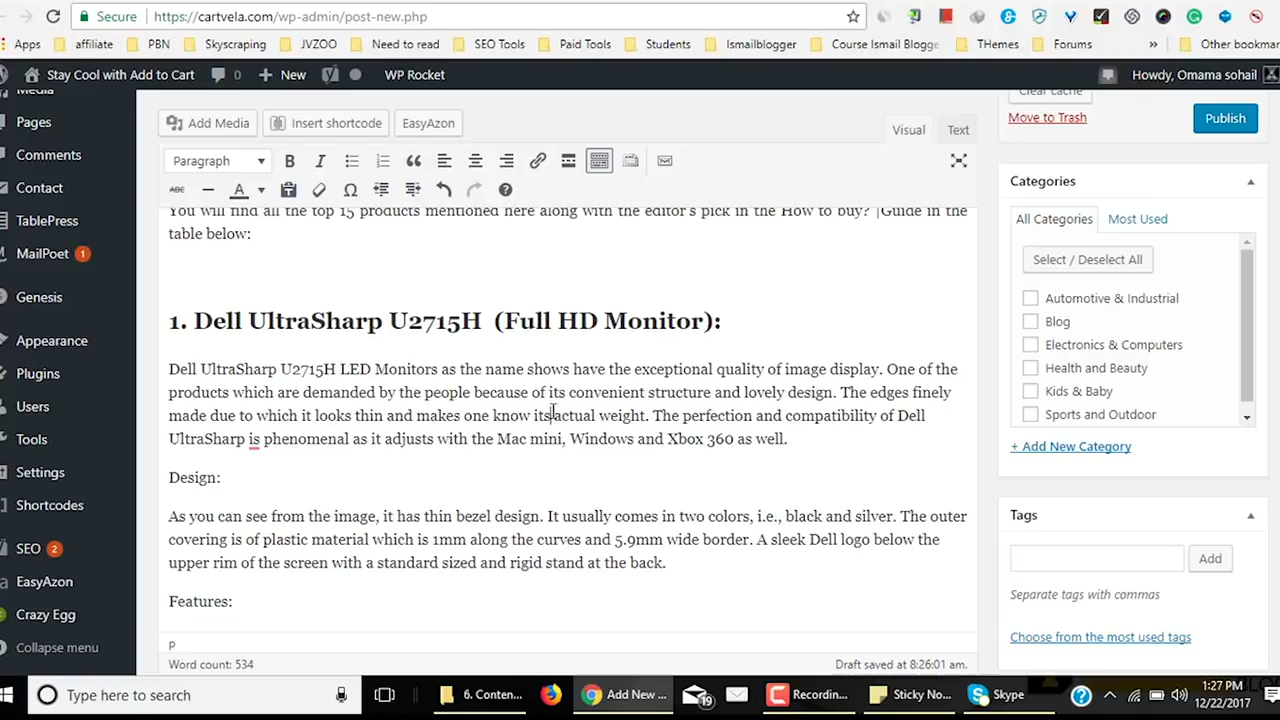 Secure https://cartvela.com/wp-admin/post-new.php
Apps affiliate PBN Skyscraping JVZOO Need to read SEO Tools Paid Tools Students Ismailblogger Course Ismail Blogge THemes Forums » Other bookmar
Stay Cool with Add to Cart 0 New WP Rocket Howdy, Omama sohail
Media
Pages
Comments
Contact
TablePress
MailPoet 1
Genesis
Appearance
Plugins
Users
Tools
Settings
Shortcodes
SEO 2
EasyAzon
Crazy Egg
Collapse menu
Add Media Insert shortcode EasyAzon
Visual Text
Paragraph B I
ABC A Ω
You will find all the top 15 products mentioned here along with the editor's pick in the How to buy? |Guide in the
table below:
1. Dell UltraSharp U2715H (Full HD Monitor):
Dell UltraSharp U2715H LED Monitors as the name shows have the exceptional quality of image display. One of the
products which are demanded by the people because of its convenient structure and lovely design. The edges finely
made due to which it looks thin and makes one know its actual weight. The perfection and compatibility of Dell
UltraSharp is phenomenal as it adjusts with the Mac mini, Windows and Xbox 360 as well.
Design:
As you can see from the image, it has thin bezel design. It usually comes in two colors, i.e., black and silver. The outer
covering is of plastic material which is 1mm along the curves and 5.9mm wide border. A sleek Dell logo below the
upper rim of the screen with a standard sized and rigid stand at the back.
Features:
p
Word count: 534 Draft saved at 8:26:01 am.
Clear cache
Move to Trash Publish
Categories
All Categories Most Used
Select / Deselect All
Automotive & Industrial
Blog
Electronics & Computers
Health and Beauty
Kids & Baby
Sports and Outdoor
+ Add New Category
Tags
Add
Separate tags with commas
Choose from the most used tags
Type here to search 6. Conten... Add New ... 19 Recordin... Sticky No... Skype 1:27 PM
12/22/2017